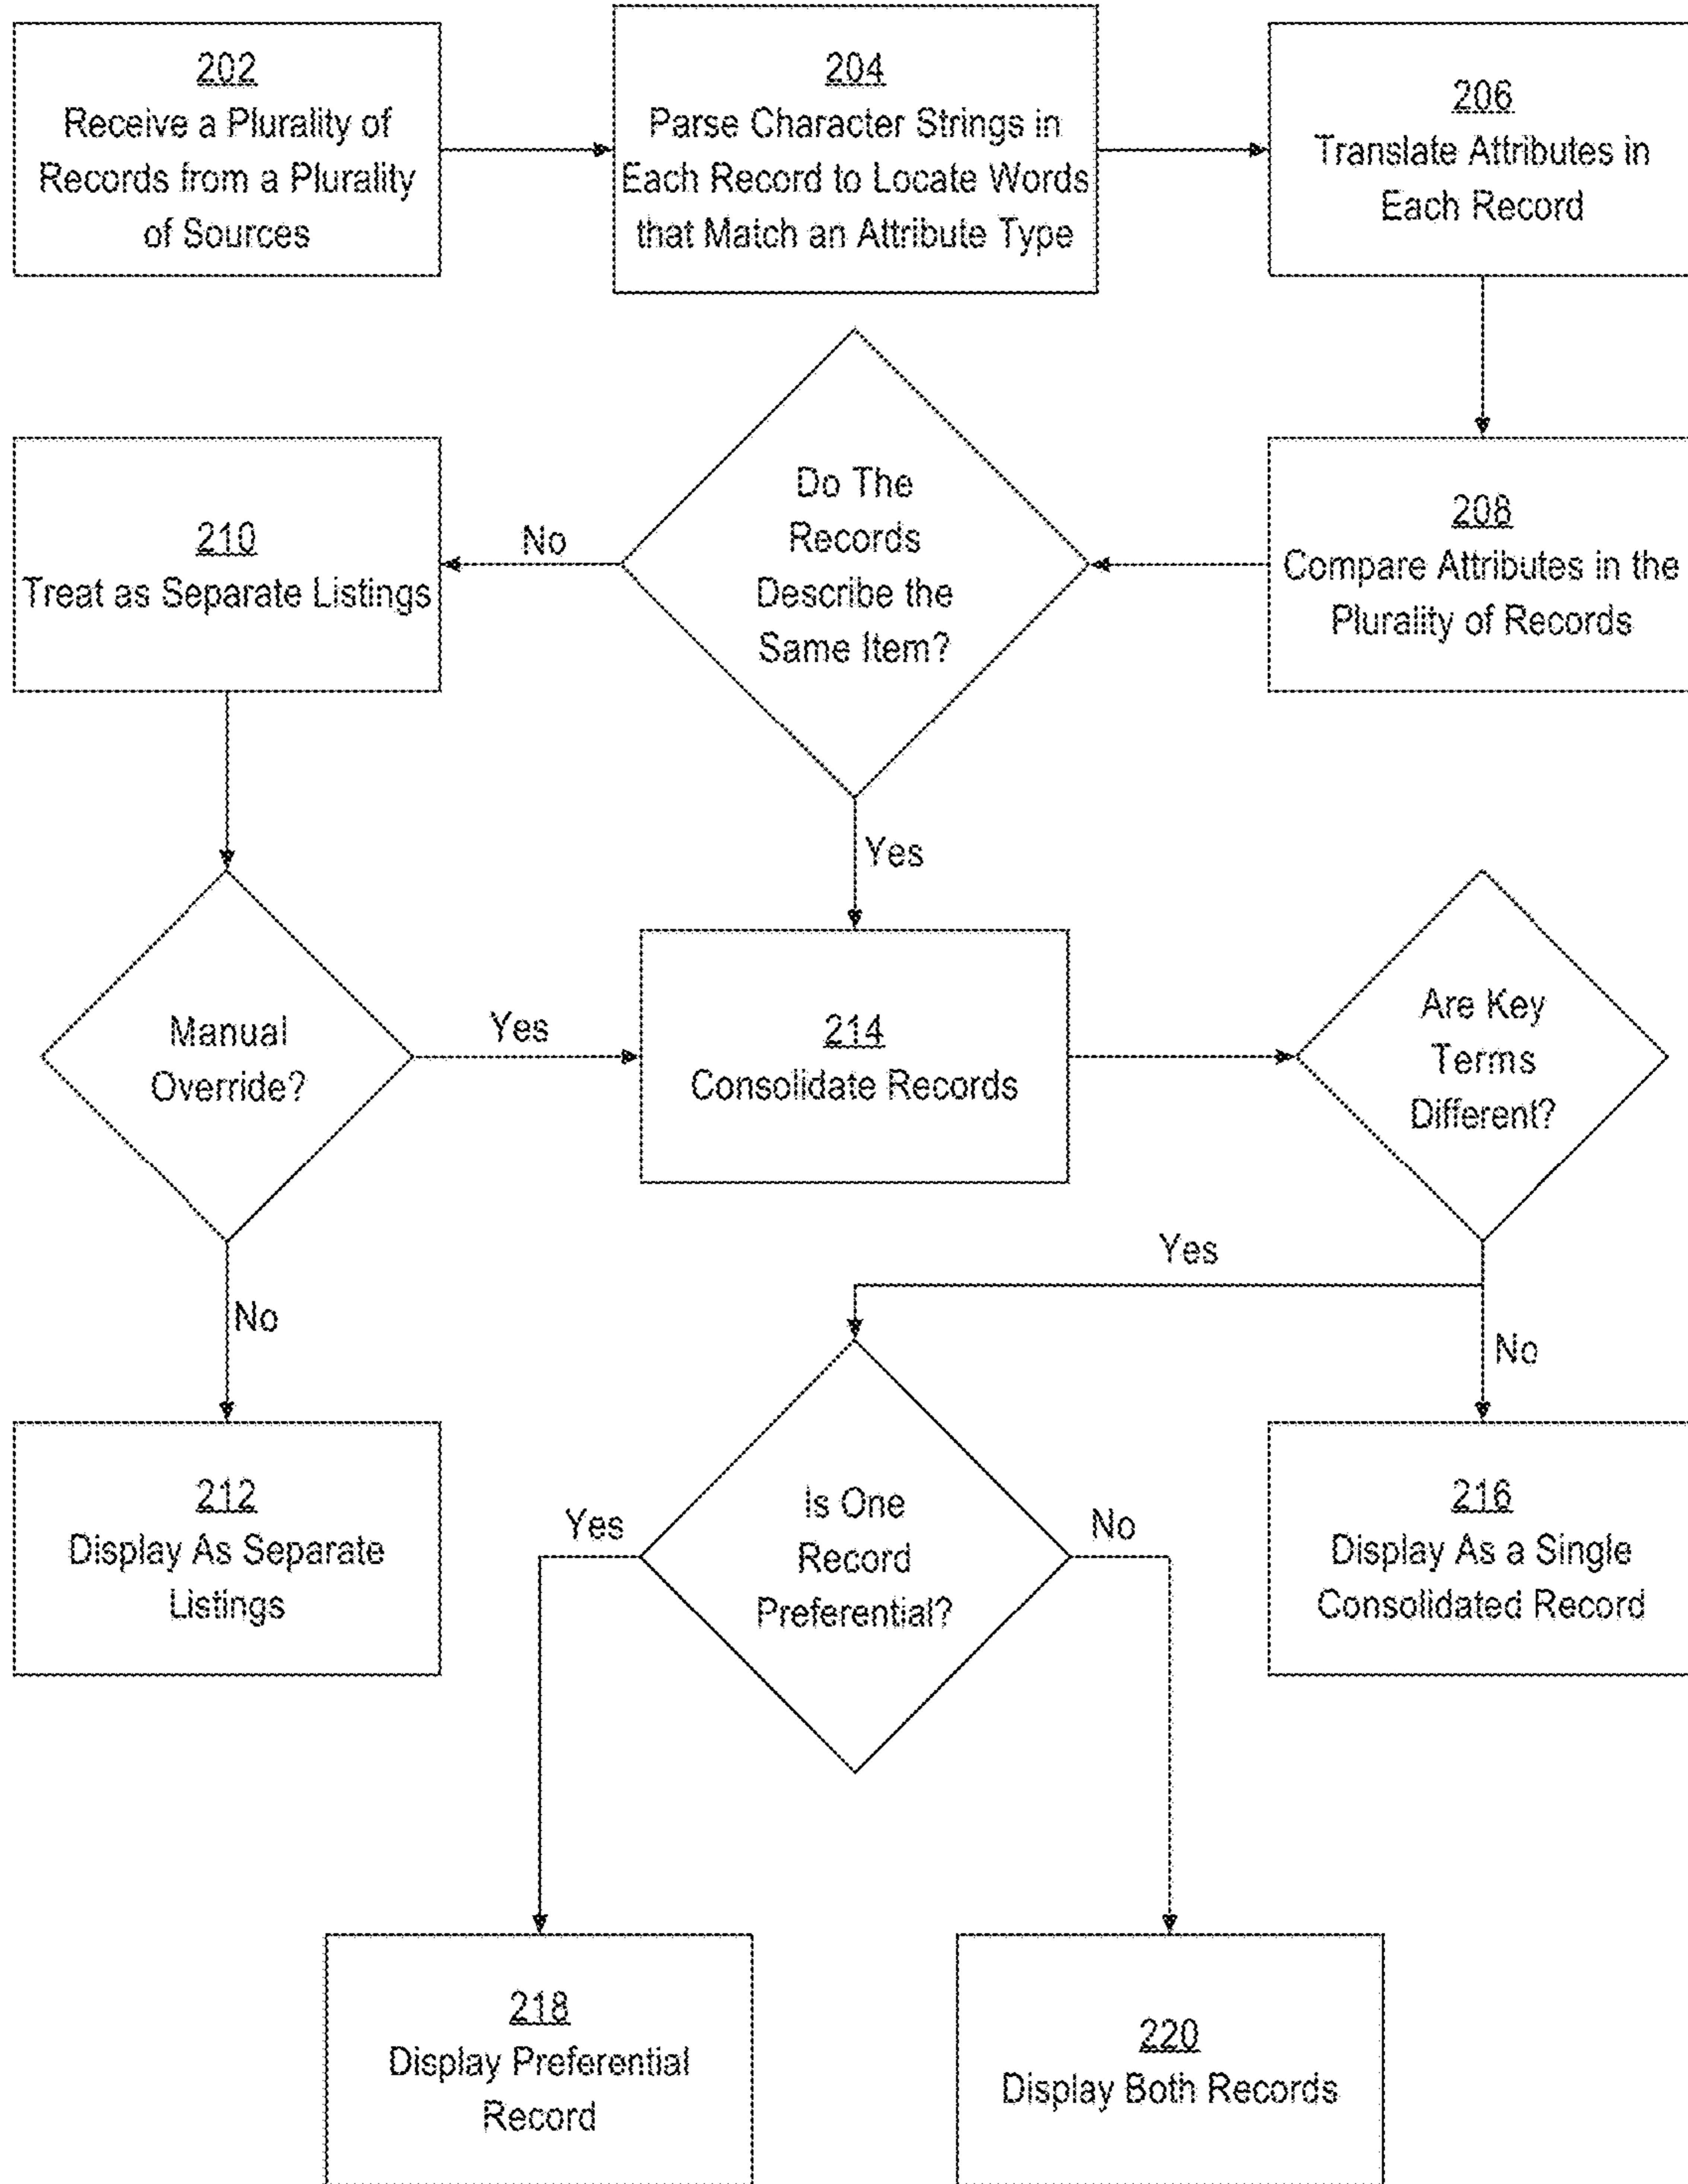 202
Receive a Plurality of
Records from a Plurality
of Sources
204
Parse Character Strings in
Each Record to Locate Words
that Match an Attribute Type
206
Translate Attributes in
Each Record
210
Treat as Separate Listings
No
Do The
Records
Describe the
Same Item?
208
Compare Attributes in the
Plurality of Records
Yes
Manual
Override?
Yes
214
Consolidate Records
Are Key
Terms
Different?
Yes
No
No
212
Display As Separate
Listings
Yes
Is One
Record
Preferential?
No
216
Display As a Single
Consolidated Record
218
Display Preferential
Record
220
Display Both Records